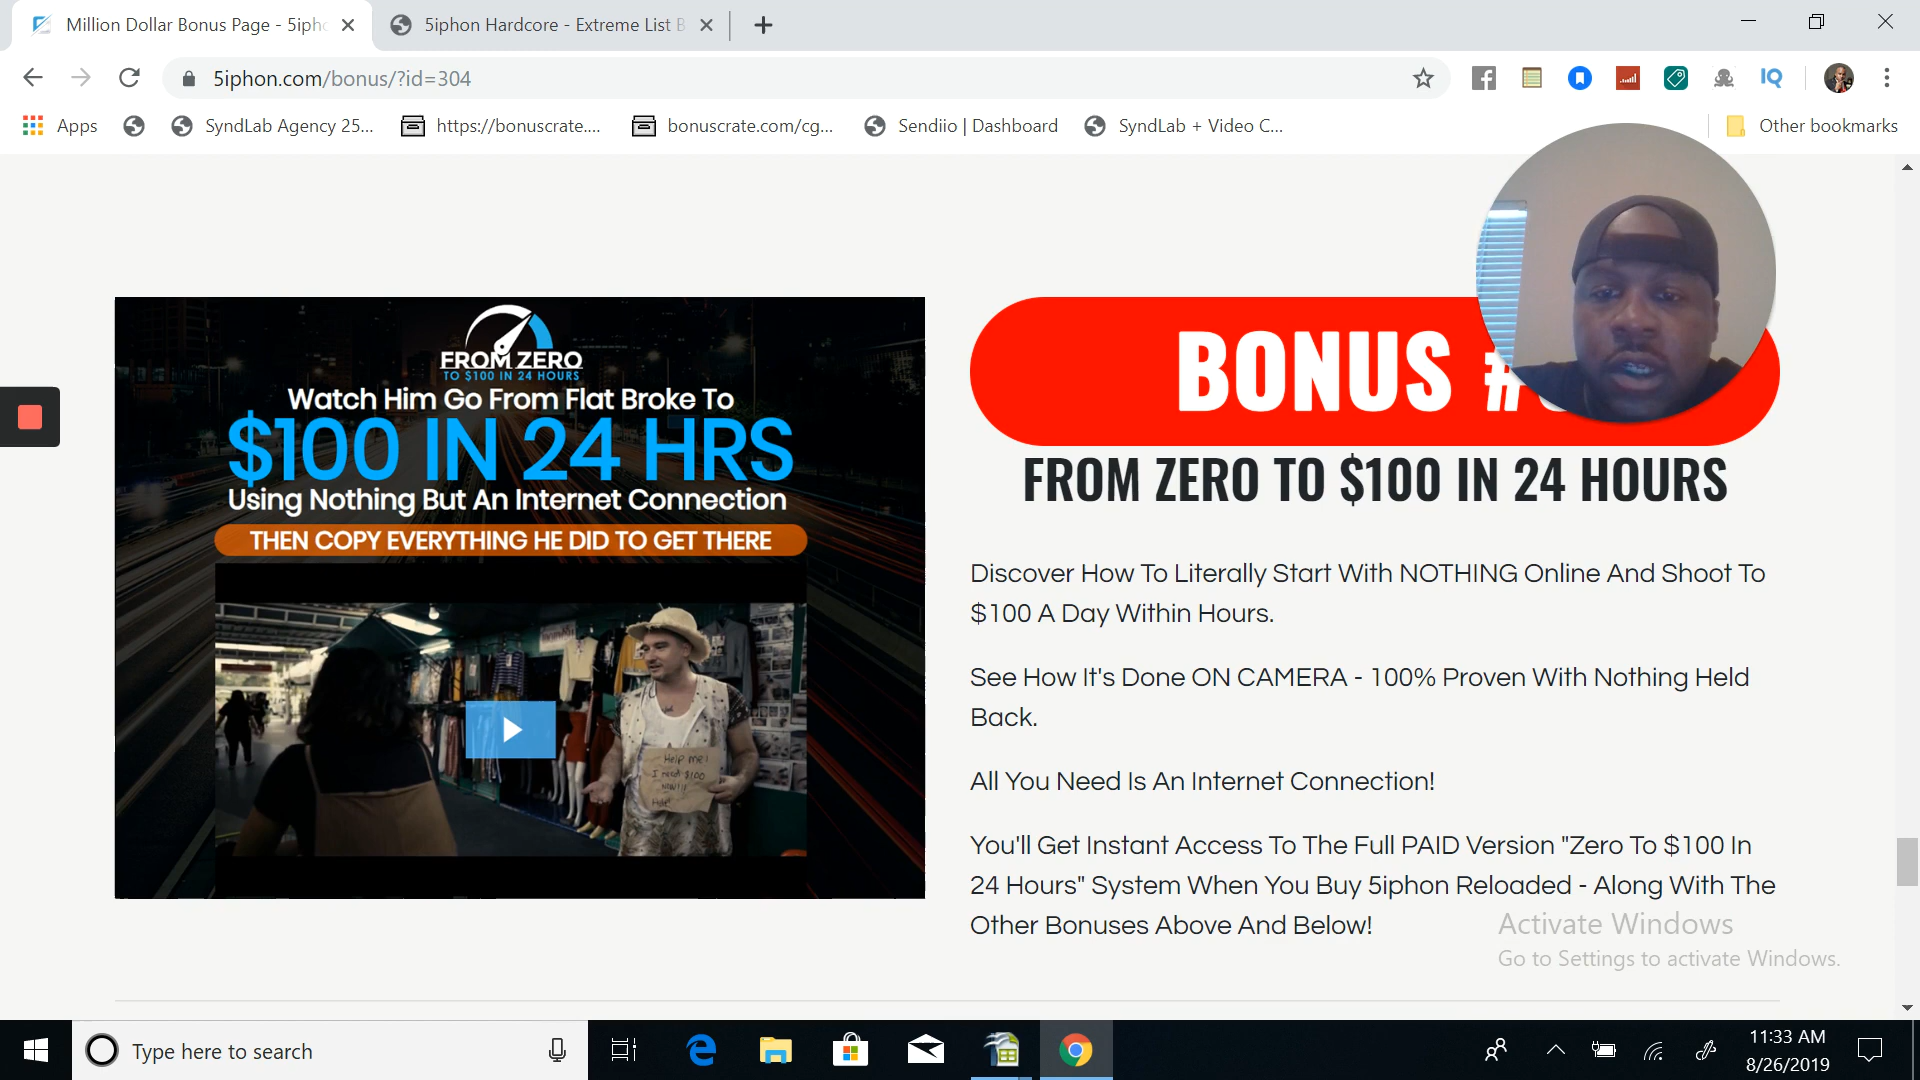 Million Dollar Bonus Page - 5iph
5iphon Hardcore - Extreme List B
5iphon.com/bonus/?id=304
IQ
Apps
SyndLab Agency 25...
https://bonuscrate....
bonuscrate.com/cg...
Sendiio | Dashboard
SyndLab + Video C...
Other bookmarks
FROM ZERO
TO $100 IN 24 HOURS
Watch Him Go From Flat Broke To
$100 IN 24 HRS
Using Nothing But An Internet Connection
THEN COPY EVERYTHING HE DID TO GET THERE
Help me!
I need $100
NOW!!!
BONUS #
FROM ZERO TO $100 IN 24 HOURS
Discover How To Literally Start With NOTHING Online And Shoot To
$100 A Day Within Hours.
See How It's Done ON CAMERA - 100% Proven With Nothing Held
Back.
All You Need Is An Internet Connection!
You'll Get Instant Access To The Full PAID Version "Zero To $100 In
24 Hours" System When You Buy 5iphon Reloaded - Along With The
Other Bonuses Above And Below!
Activate Windows
Go to Settings to activate Windows.
Type here to search
11:33 AM
8/26/2019